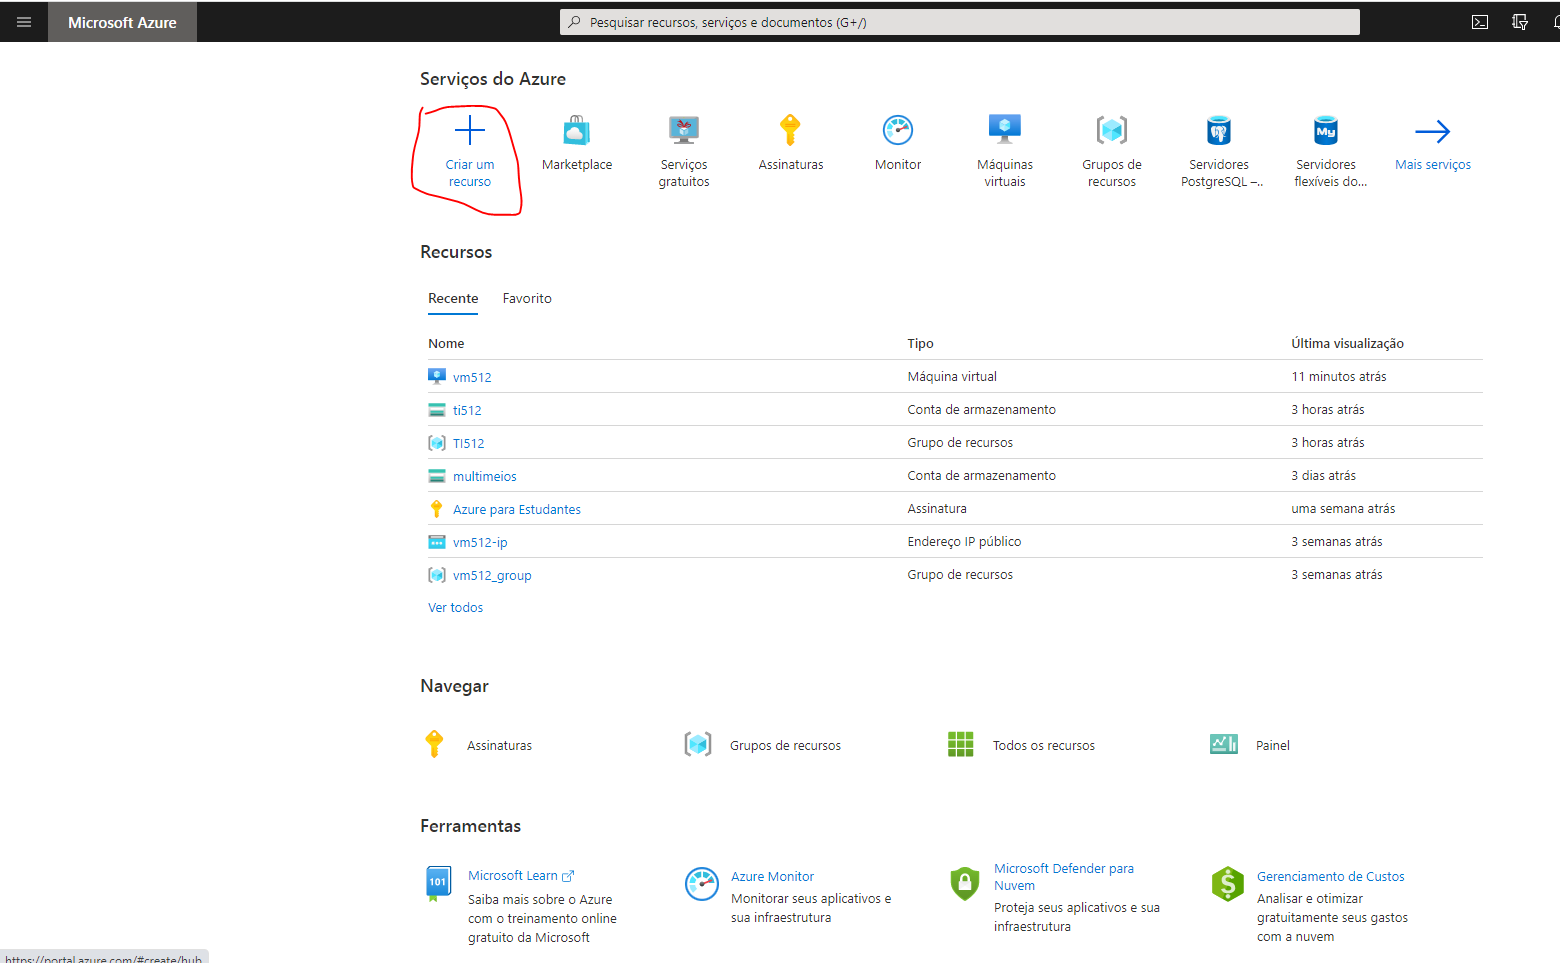 Microsoft Azure
Pesquisar recursos, serviços e documentos (G+/)
Serviços do Azure
Criar um
recurso
Marketplace
Serviços
gratuitos
Assinaturas
Monitor
Máquinas
virtuais
Grupos de
recursos
Servidores
PostgreSQL –...
Servidores
flexíveis do...
Mais serviços
Recursos
Recente Favorito
Nome Tipo Última visualização
vm512 Máquina virtual 11 minutos atrás
ti512 Conta de armazenamento 3 horas atrás
TI512 Grupo de recursos 3 horas atrás
multimeios Conta de armazenamento 3 dias atrás
Azure para Estudantes Assinatura uma semana atrás
vm512-ip Endereço IP público 3 semanas atrás
vm512_group Grupo de recursos 3 semanas atrás
Ver todos
Navegar
Assinaturas Grupos de recursos Todos os recursos Painel
Ferramentas
101
Microsoft Learn
Saiba mais sobre o Azure
com o treinamento online
gratuito da Microsoft
Azure Monitor
Monitorar seus aplicativos e
sua infraestrutura
Microsoft Defender para
Nuvem
Proteja seus aplicativos e sua
infraestrutura
$
Gerenciamento de Custos
Analisar e otimizar
gratuitamente seus gastos
com a nuvem
https://portal.azure.com/#create/hub